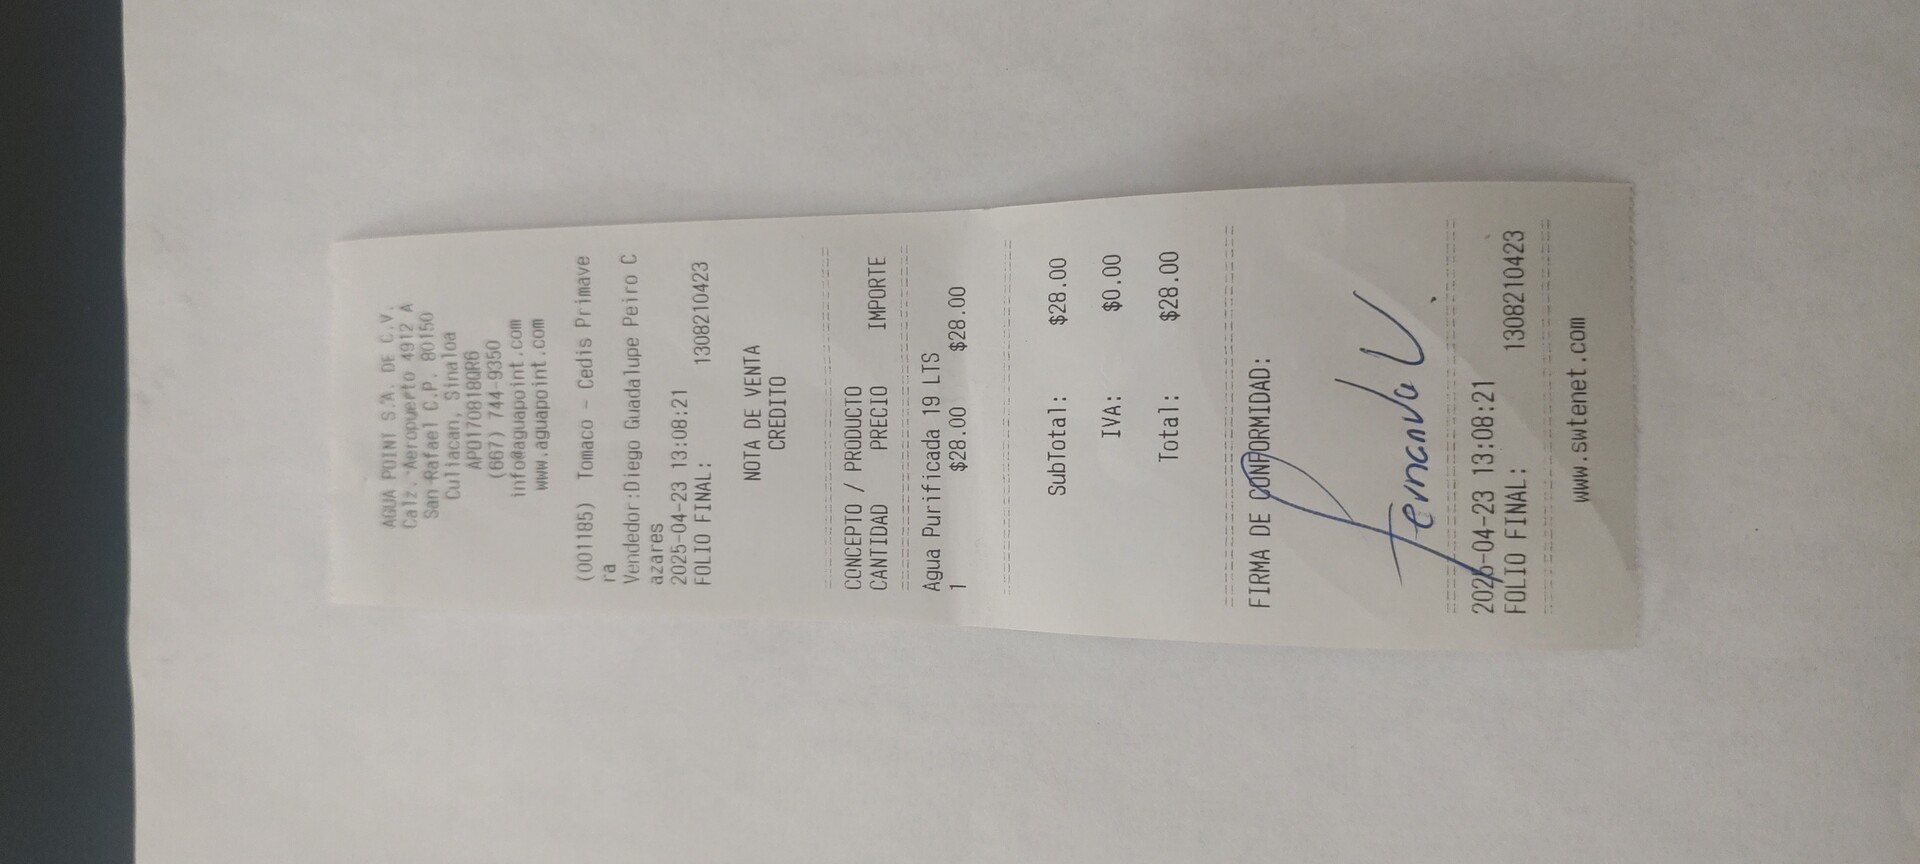 AGUA POINT S.A. DE C.V.
Calz. Aeropuerto 4912 A
San Rafael C.P. 80150
Culiacan, Sinaloa
APO170818QR6
(667) 744-9350
info@aguapoint.com
www.aguapoint.com
(001185) Tomaco - Cedis Primave
ra
Vendedor:Diego Guadalupe Peiro C
azares
2025-04-23 13:08:21
FOLIO FINAL: 1308210423
NOTA DE VENTA
CREDITO
CONCEPTO / PRODUCTO
CANTIDAD PRECIO IMPORTE
Agua Purificada 19 LTS
1 $28.00 $28.00
SubTotal: $28.00
IVA: $0.00
Total: $28.00
FIRMA DE CONFORMIDAD:
Fernanda L
2025-04-23 13:08:21
FOLIO FINAL: 1308210423
www.swtenet.com